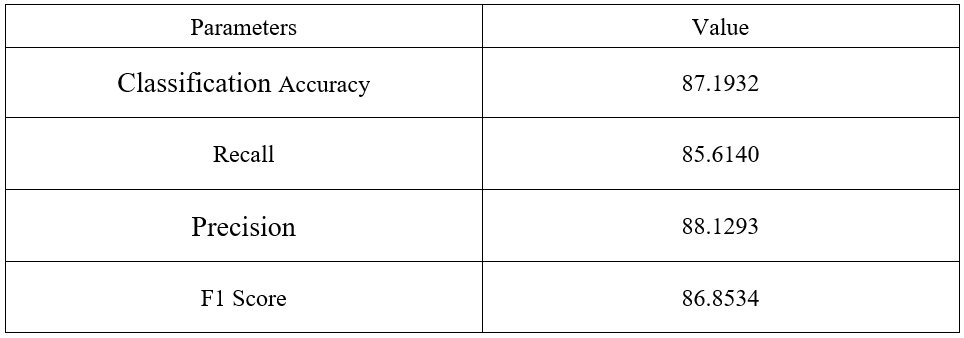 Parameters Value
Classification Accuracy 87.1932
Recall 85.6140
Precision 88.1293
F1 Score 86.8534